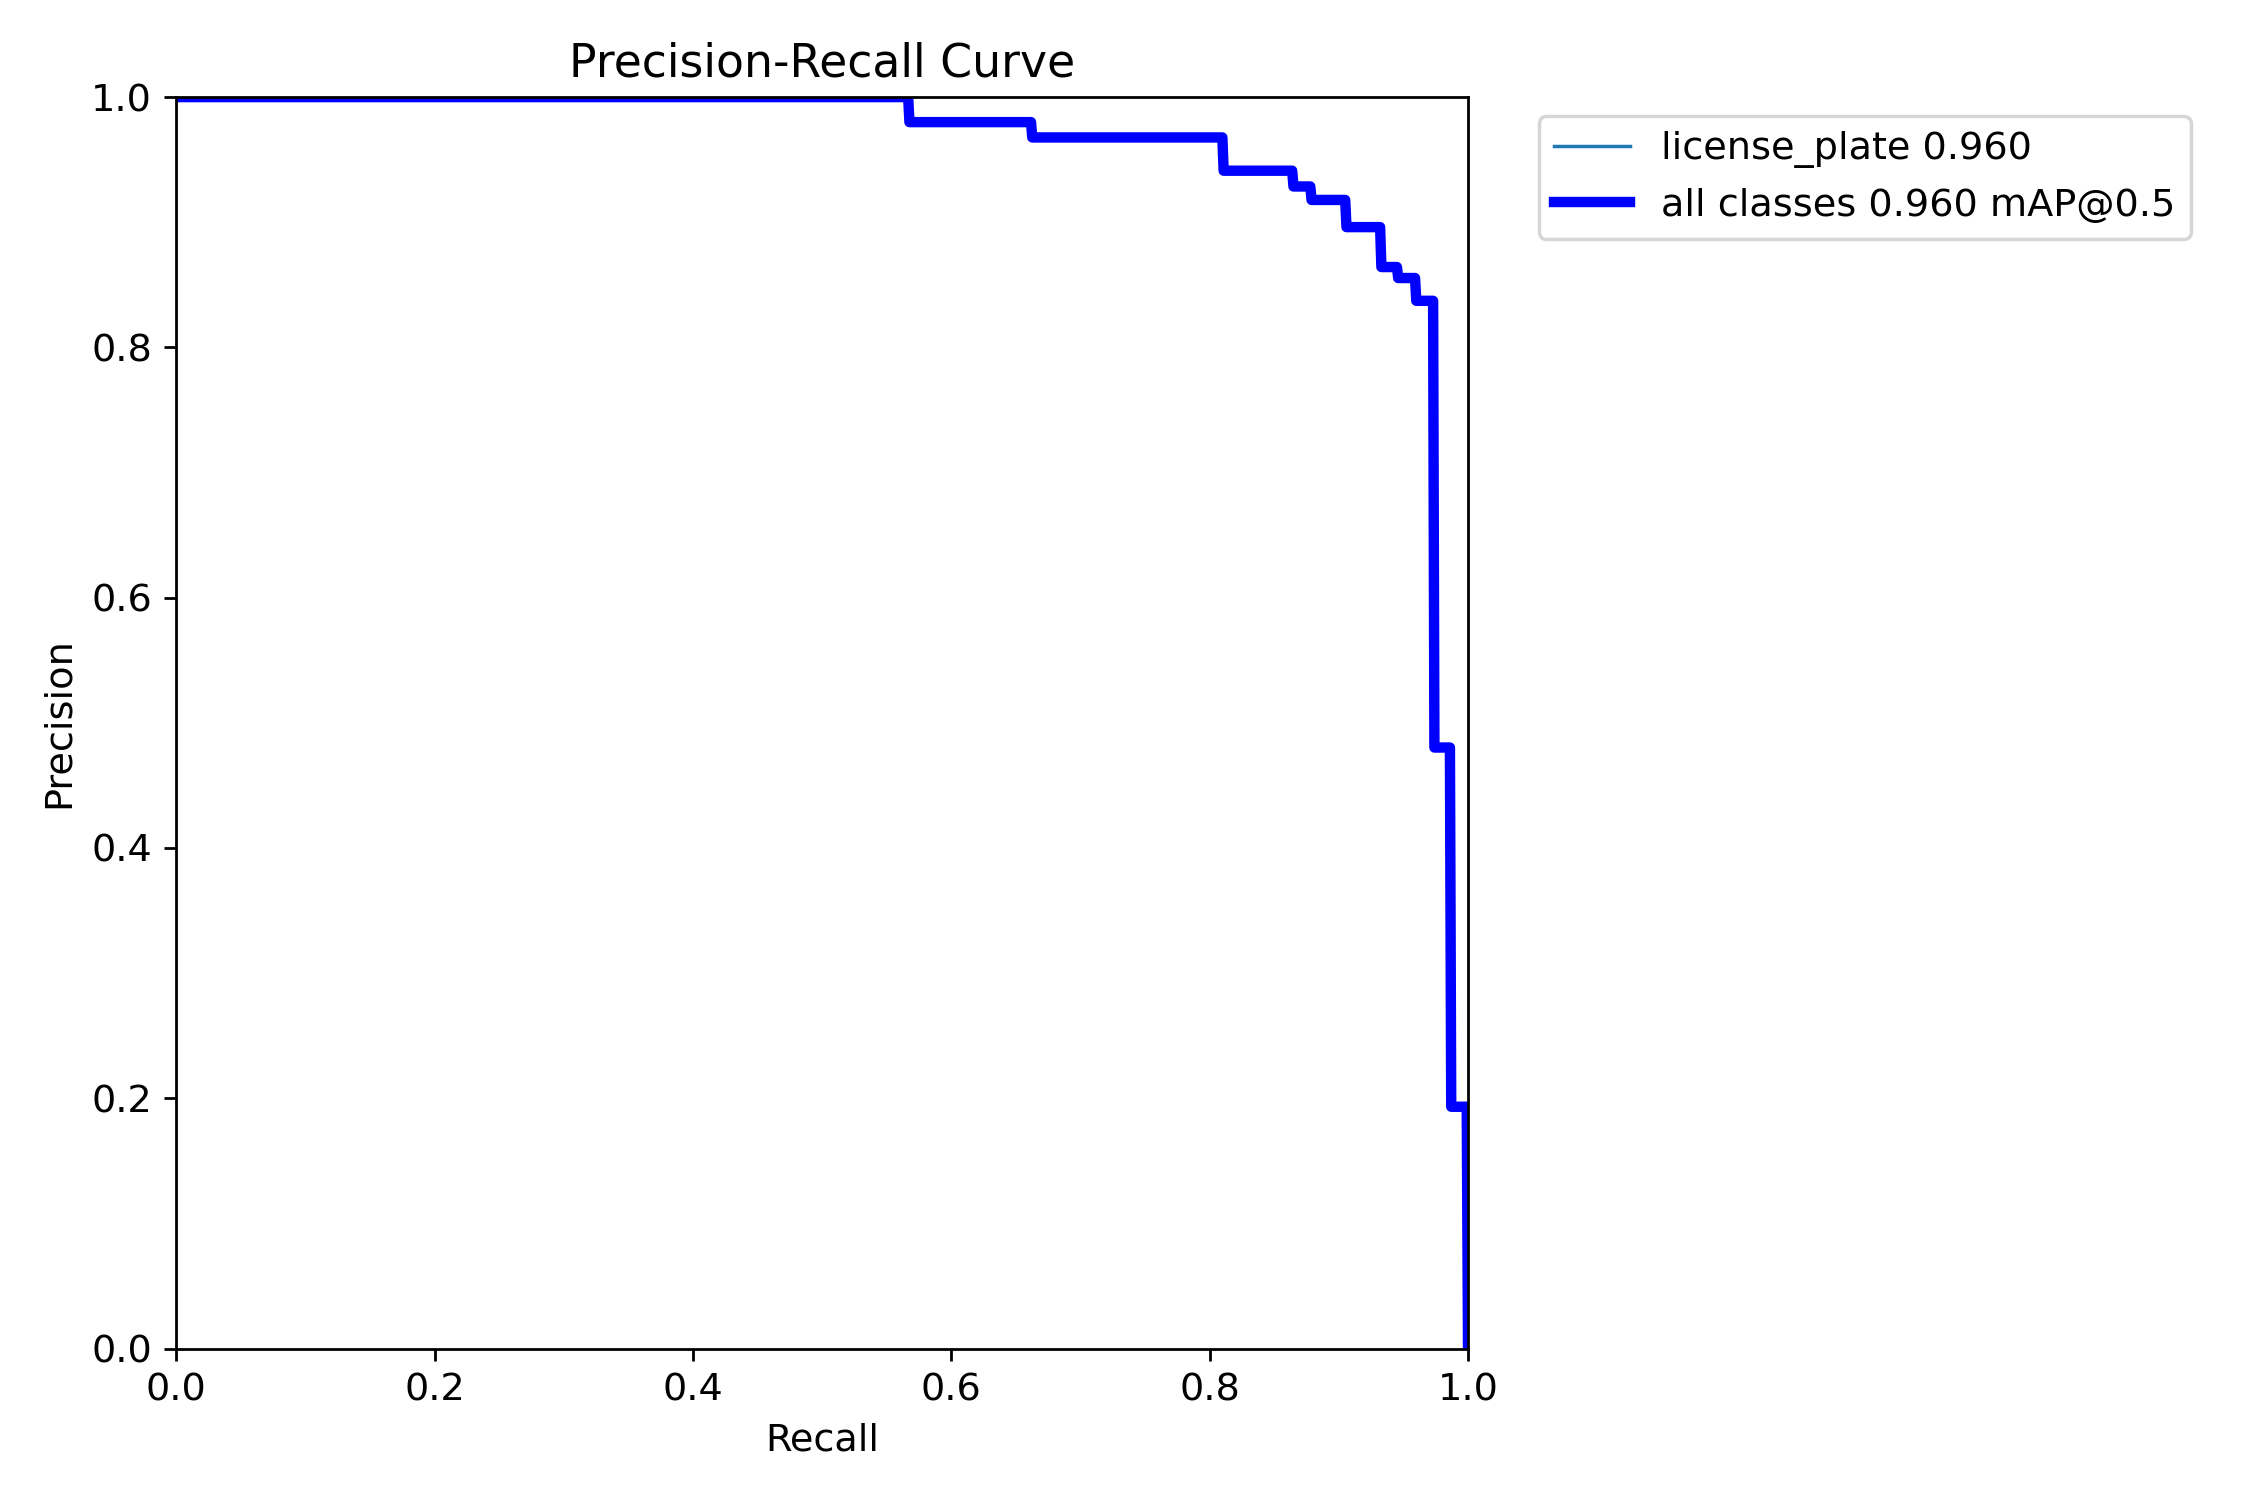 Precision-Recall Curve
1.0
0.8
0.6
0.4
0.2
0.0
Precision
0.0 0.2 0.4 0.6 0.8 1.0
Recall
license_plate 0.960
all classes 0.960 mAP@0.5